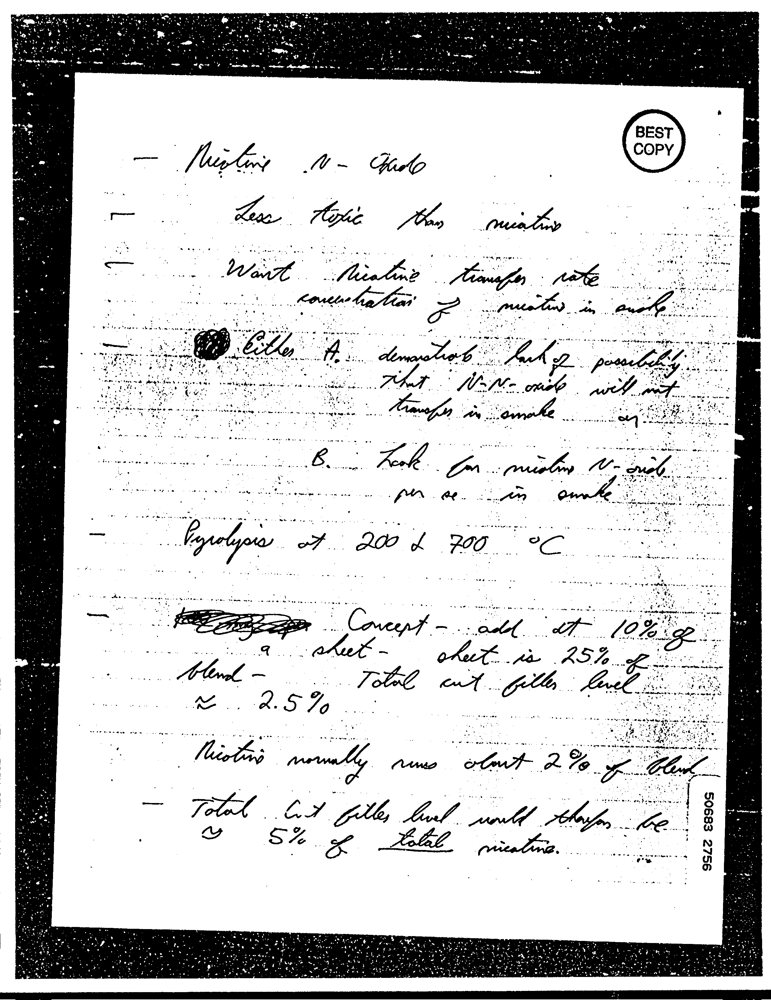 BEST
COPY
— Nicotine N - Oxide
— Less toxic than nicotine
— Want Nicotine transfer rate
concentration of nicotine in smoke
— Either A. demonstrate lack of possibility
that N-N-oxide will not
transfer in smoke or
B. Look for nicotine N-oxide
per se in smoke
— Pyrolysis at 200 & 700 °C
— Concept - add at 10% of
a sheet - sheet is 25% of
blend - Total cut filler level
≈ 2.5%
Nicotine normally runs about 2% of blend
— Total Cut filler level would therefore be
≈ 5% of total nicotine.
50683 2756